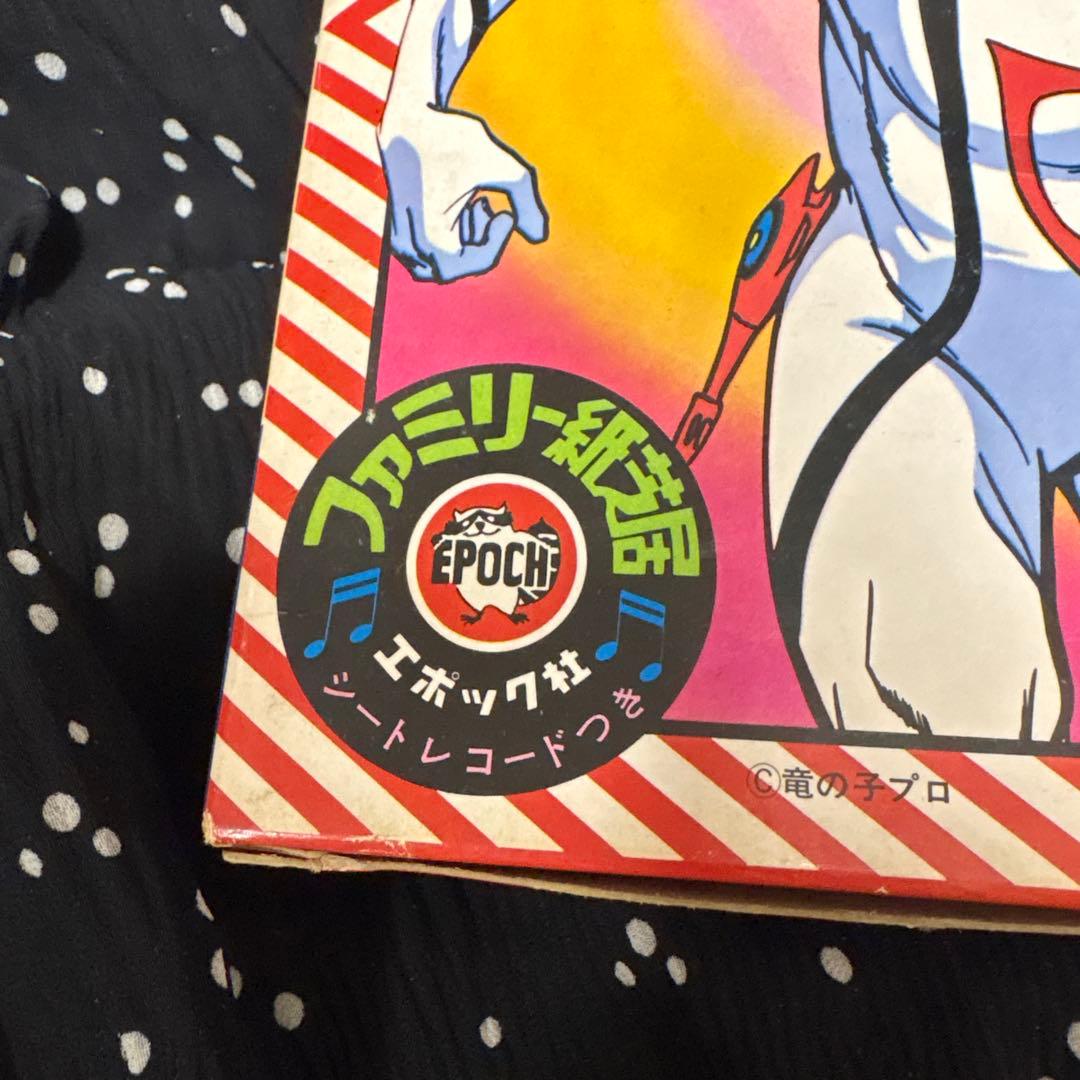 ファミリー紙芝居
EPOCH
エポック社
シートレコードつき
©竜の子プロ